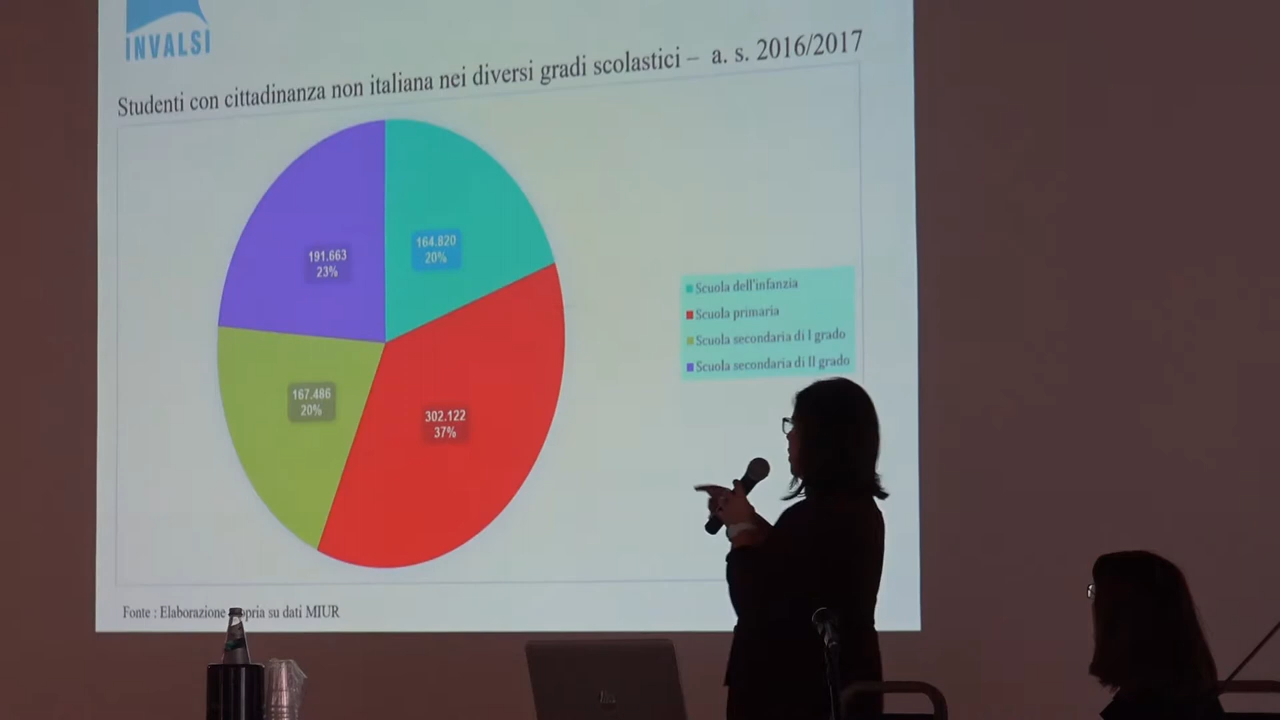 INVALSI
Studenti con cittadinanza non italiana nei diversi gradi scolastici – a. s. 2016/2017
191.663
23%
164.820
20%
167.486
20%
302.122
37%
Scuola dell'infanzia
Scuola primaria
Scuola secondaria di I grado
Scuola secondaria di II grado
Fonte : Elaborazione su dati MIUR